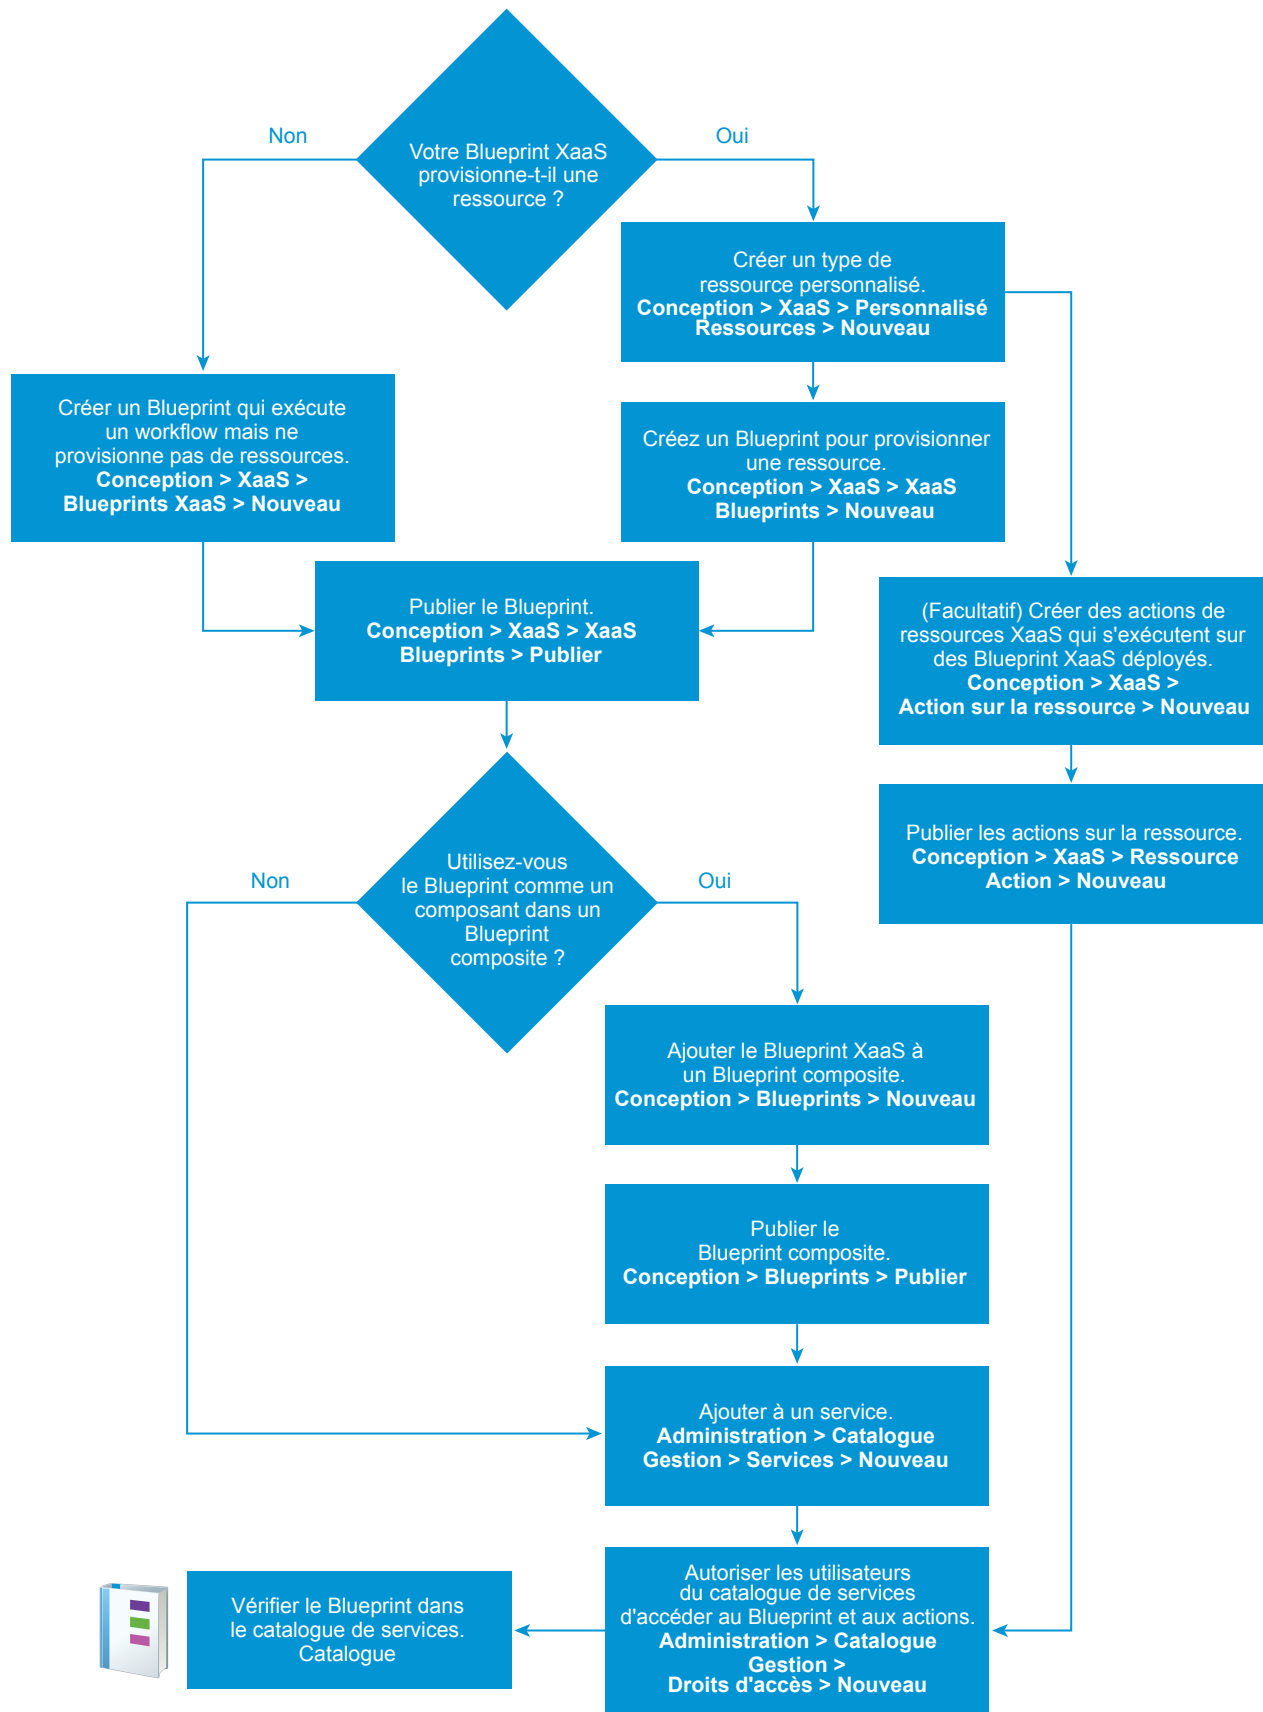 Non
Oui
Votre Blueprint XaaS
provisionne-t-il une
ressource ?
Créer un type de
ressource personnalisé.
Conception > XaaS > Personnalisé
Ressources > Nouveau
Créer un Blueprint qui exécute
un workflow mais ne
provisionne pas de ressources.
Conception > XaaS >
Blueprints XaaS > Nouveau
Créez un Blueprint pour provisionner
une ressource.
Conception > XaaS > XaaS
Blueprints > Nouveau
Publier le Blueprint.
Conception > XaaS > XaaS
Blueprints > Publier
(Facultatif) Créer des actions de
ressources XaaS qui s'exécutent sur
des Blueprint XaaS déployés.
Conception > XaaS >
Action sur la ressource > Nouveau
Publier les actions sur la ressource.
Conception > XaaS > Ressource
Action > Nouveau
Non
Oui
Utilisez-vous
le Blueprint comme un
composant dans un
Blueprint
composite ?
Ajouter le Blueprint XaaS à
un Blueprint composite.
Conception > Blueprints > Nouveau
Publier le
Blueprint composite.
Conception > Blueprints > Publier
Ajouter à un service.
Administration > Catalogue
Gestion > Services > Nouveau
Autoriser les utilisateurs
du catalogue de services
d'accéder au Blueprint et aux actions.
Administration > Catalogue
Gestion >
Droits d'accès > Nouveau
Vérifier le Blueprint dans
le catalogue de services.
Catalogue